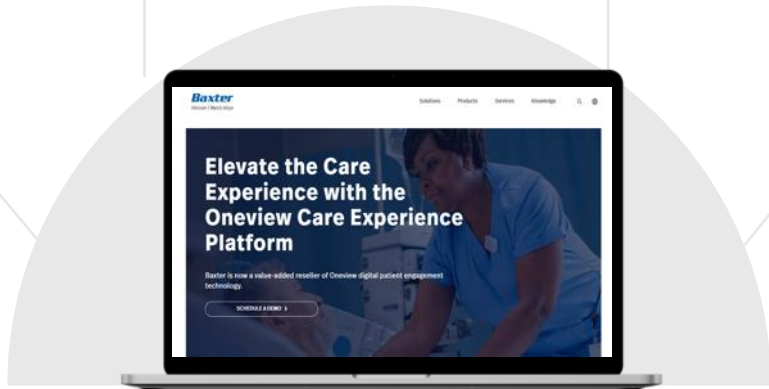 Baxter
Solutions Products Services Knowledge
Elevate the Care
Experience with the
Oneview Care Experience
Platform
Baxter is now a value-added reseller of Oneview digital patient engagement
technology.
SCHEDULE A DEMO